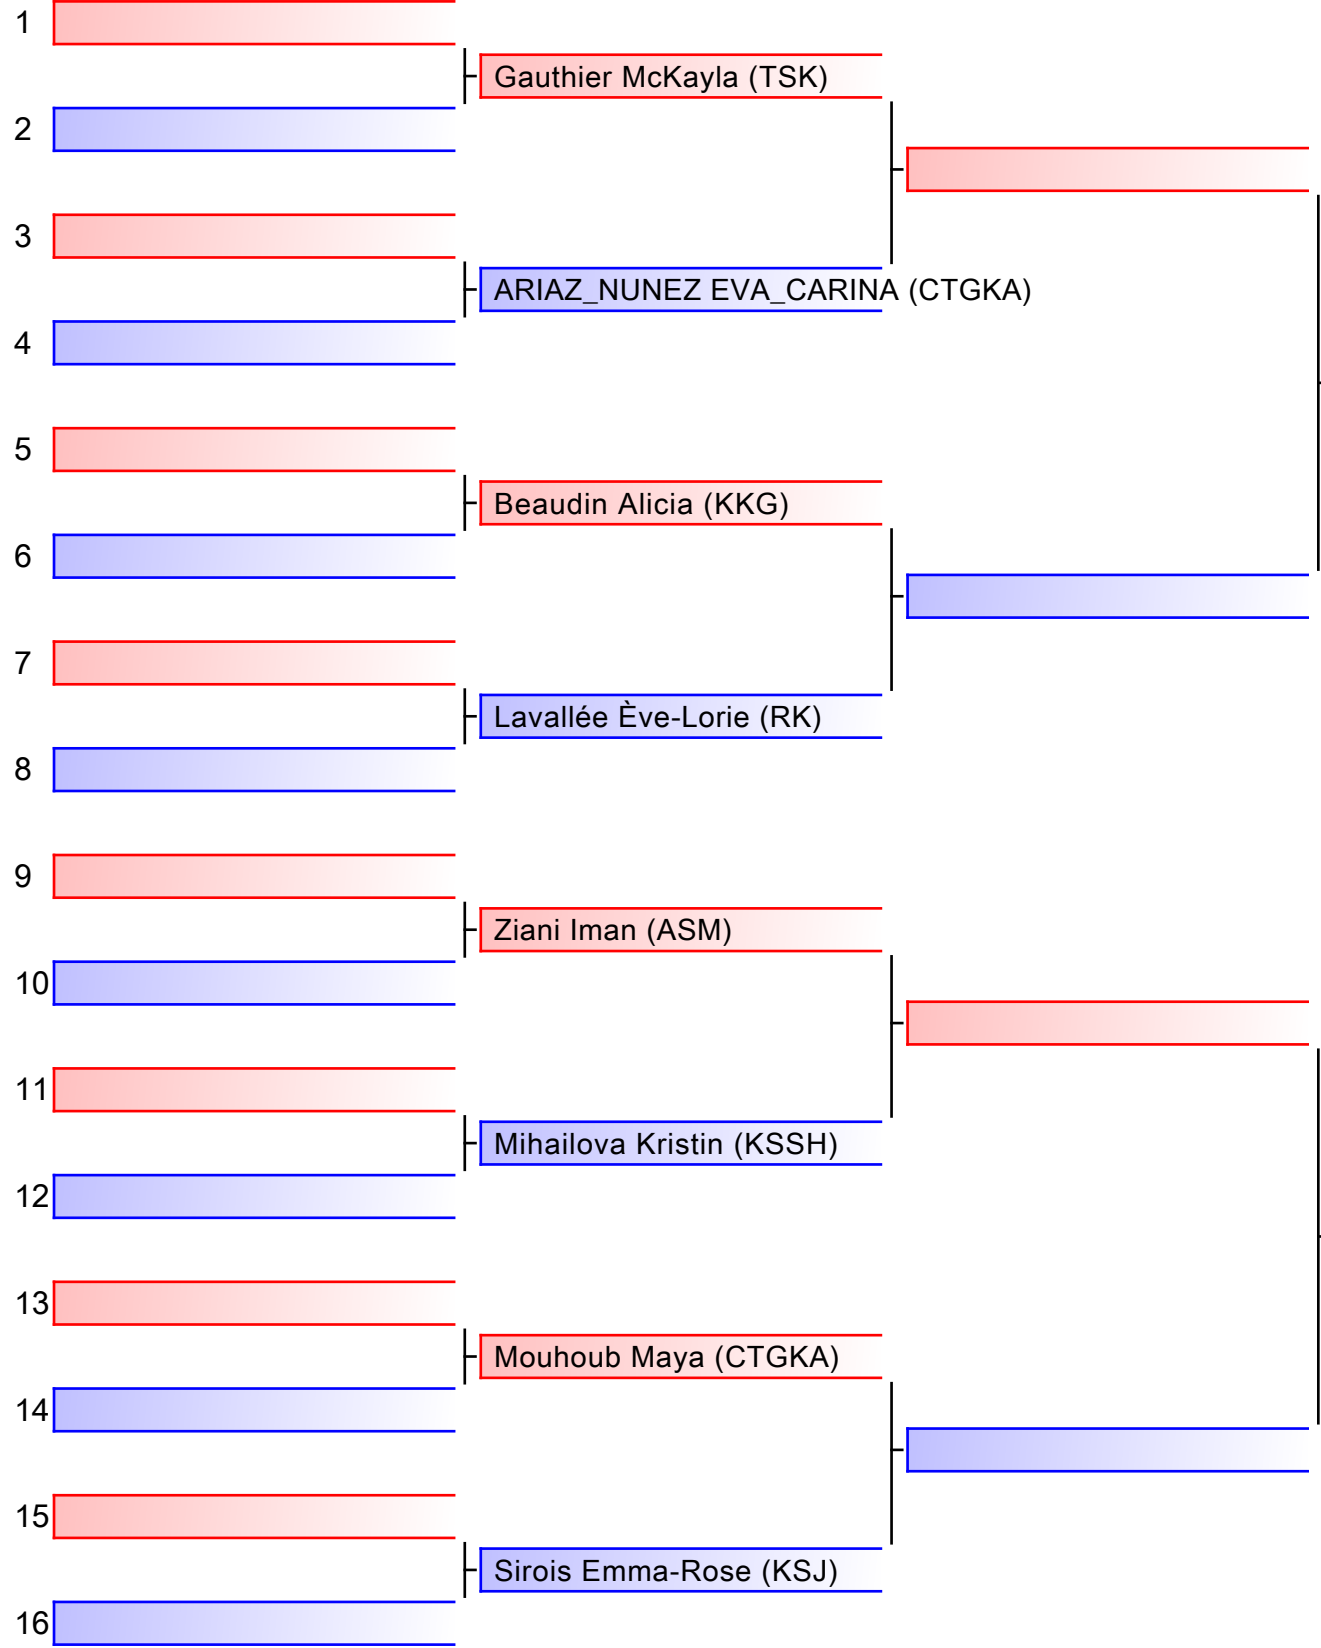 1
Gauthier McKayla (TSK)
2
3
ARIAZ_NUNEZ EVA_CARINA (CTGKA)
4
5
Beaudin Alicia (KKG)
6
7
Lavallée Ève-Lorie (RK)
8
9
Ziani Iman (ASM)
10
11
Mihailova Kristin (KSSH)
12
13
Mouhoub Maya (CTGKA)
14
15
Sirois Emma-Rose (KSJ)
16